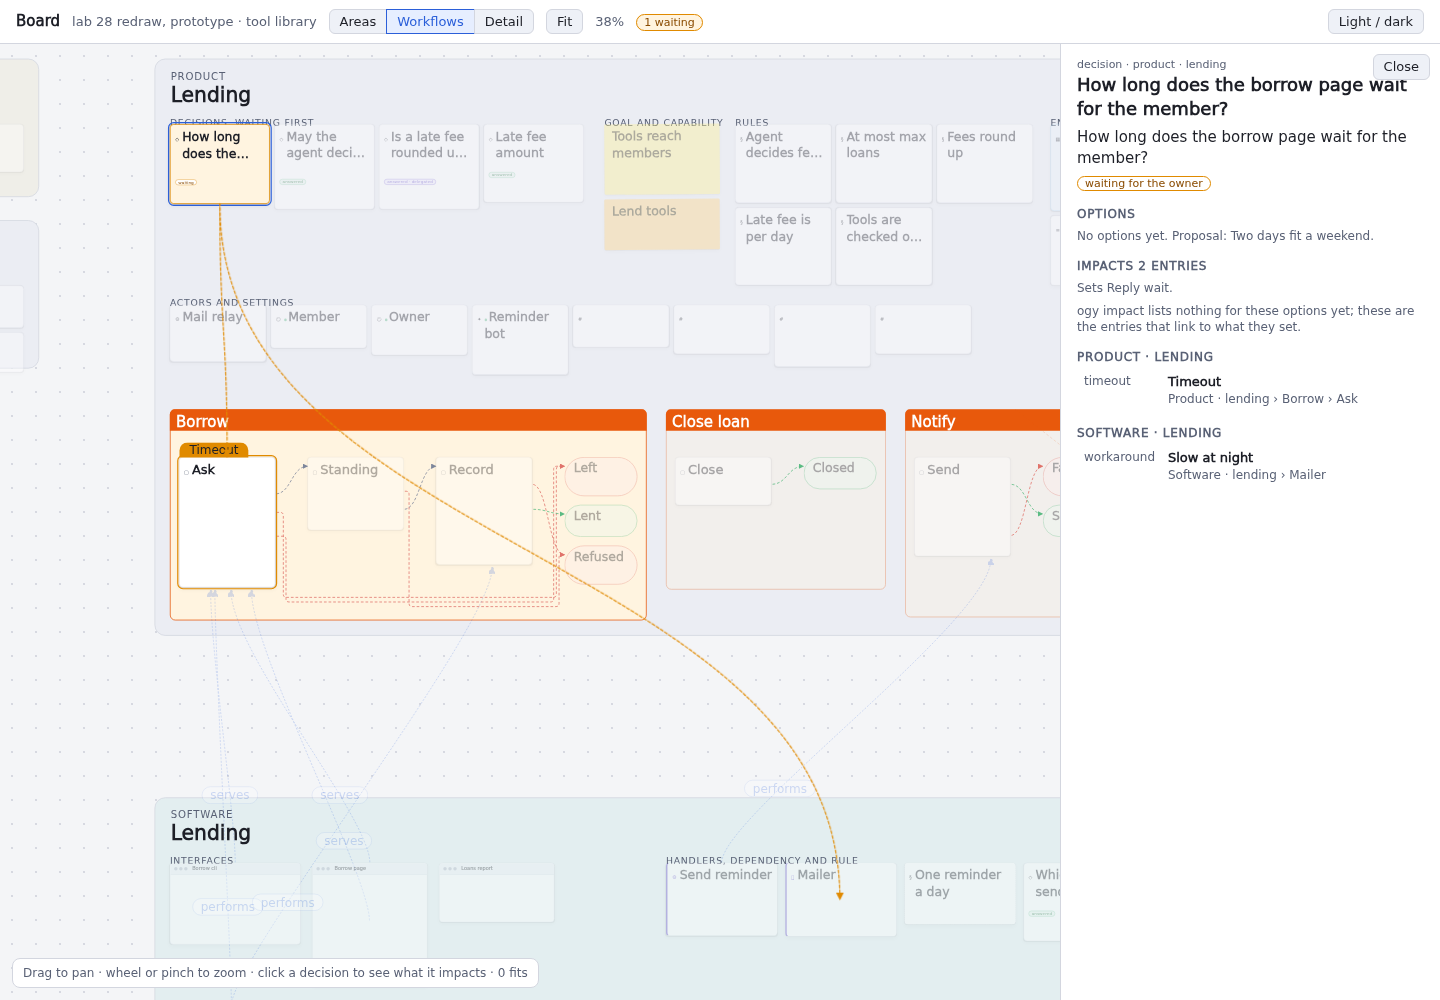 Board lab 28 redraw, prototype · tool library Areas Workflows Detail Fit 38% 1 waiting Light / dark
PRODUCT
Lending
DECISIONS, WAITING FIRST
How long
does the...
waiting
May the
agent deci...
answered
Is a late fee
rounded u...
Late fee
amount
answered
GOAL AND CAPABILITY
Tools reach
members
Lend tools
RULES
Agent
decides fe...
At most max
loans
Fees round
up
Late fee is
per day
Tools are
checked o...
ACTORS AND SETTINGS
Mail relay
Member
Owner
Reminder
bot
Borrow
Timeout
Ask
Standing
Record
Left
Lent
Refused
Close loan
Close
Closed
Notify
Send
serves
serves
performs
serves
performs
performs
SOFTWARE
Lending
INTERFACES
Borrow cli
Borrow page
Loans report
HANDLERS, DEPENDENCY AND RULE
Send reminder
Mailer
One reminder
a day
answered
Drag to pan · wheel or pinch to zoom · click a decision to see what it impacts · 0 fits
decision · product · lending
Close
How long does the borrow page wait
for the member?
How long does the borrow page wait for the
member?
waiting for the owner
OPTIONS
No options yet. Proposal: Two days fit a weekend.
IMPACTS 2 ENTRIES
Sets Reply wait.
ogy impact lists nothing for these options yet; these are
the entries that link to what they set.
PRODUCT · LENDING
timeout Timeout
Product · lending › Borrow › Ask
SOFTWARE · LENDING
workaround Slow at night
Software · lending › Mailer